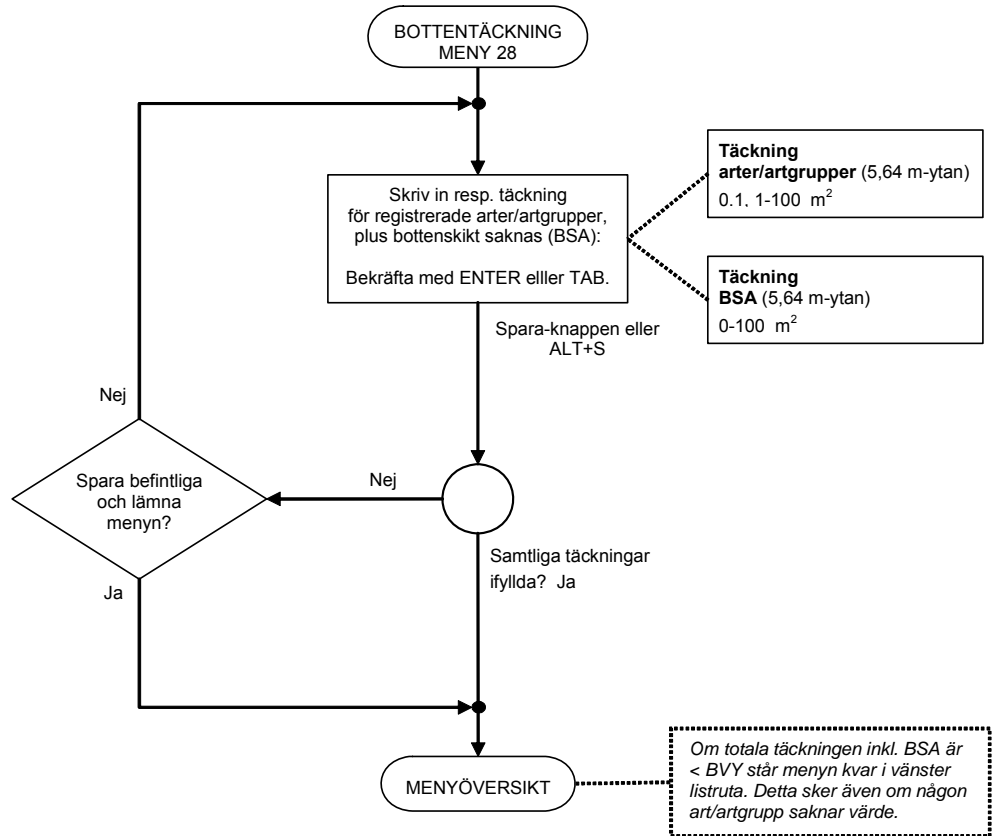 BOTTENTÄCKNING
MENY 28
Skriv in resp. täckning
för registrerade arter/artgrupper,
plus bottenskikt saknas (BSA):
Bekräfta med ENTER elller TAB.
Täckning
arter/artgrupper (5,64 m-ytan)
0.1, 1-100 m²
Täckning
BSA (5,64 m-ytan)
0-100 m²
Spara-knappen eller
ALT+S
Nej
Spara befintliga
och lämna
menyn?
Nej
Ja
Samtliga täckningar
ifyllda? Ja
MENYÖVERSIKT
Om totala täckningen inkl. BSA är
< BVY står menyn kvar i vänster
listruta. Detta sker även om någon
art/artgrupp saknar värde.